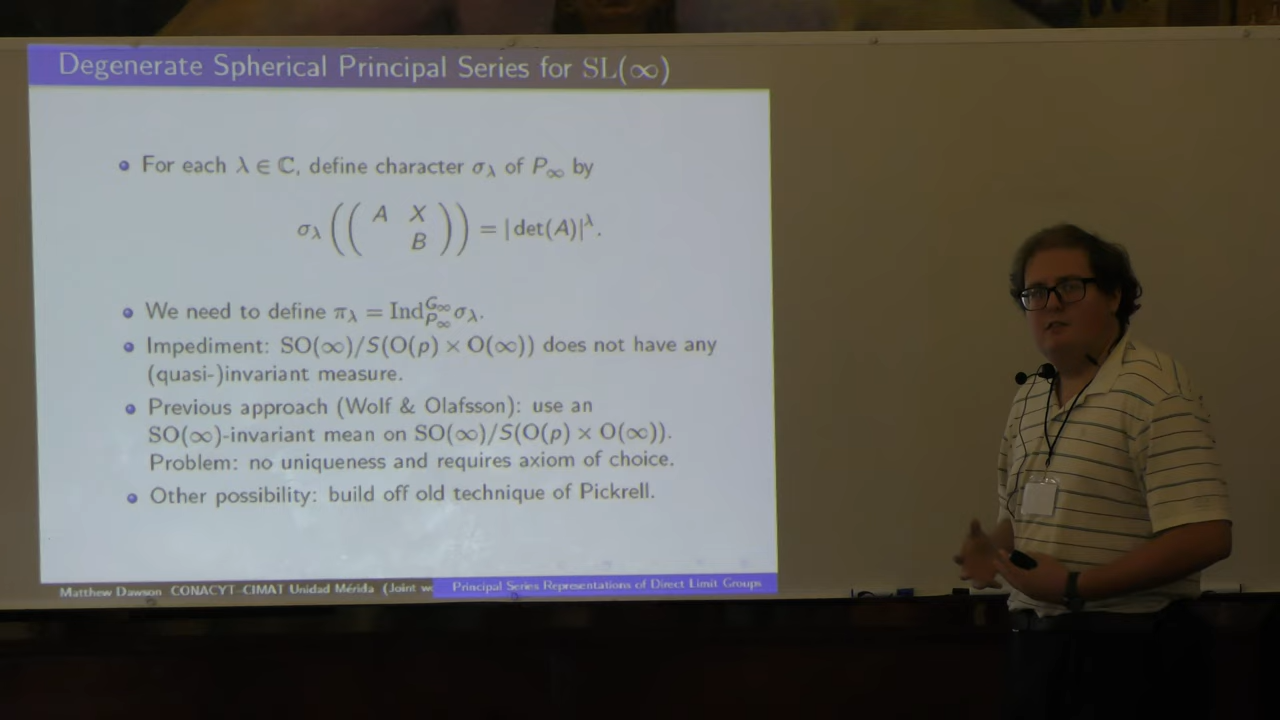 Degenerate Spherical Principal Series for SL(∞)
• For each λ ∈ ℂ, define character σ_λ of P_∞ by
σ_λ ( ( A X
B ) ) = |det(A)|^λ.
• We need to define π_λ = Ind_{P_∞}^{G_∞} σ_λ.
• Impediment: SO(∞)/S(O(p) × O(∞)) does not have any
(quasi-)invariant measure.
• Previous approach (Wolf & Olafsson): use an
SO(∞)-invariant mean on SO(∞)/S(O(p) × O(∞)).
Problem: no uniqueness and requires axiom of choice.
• Other possibility: build off old technique of Pickrell.
Matthew Dawson CONACYT–CIMAT Unidad Mérida (Joint w Principal Series Representations of Direct Limit Groups